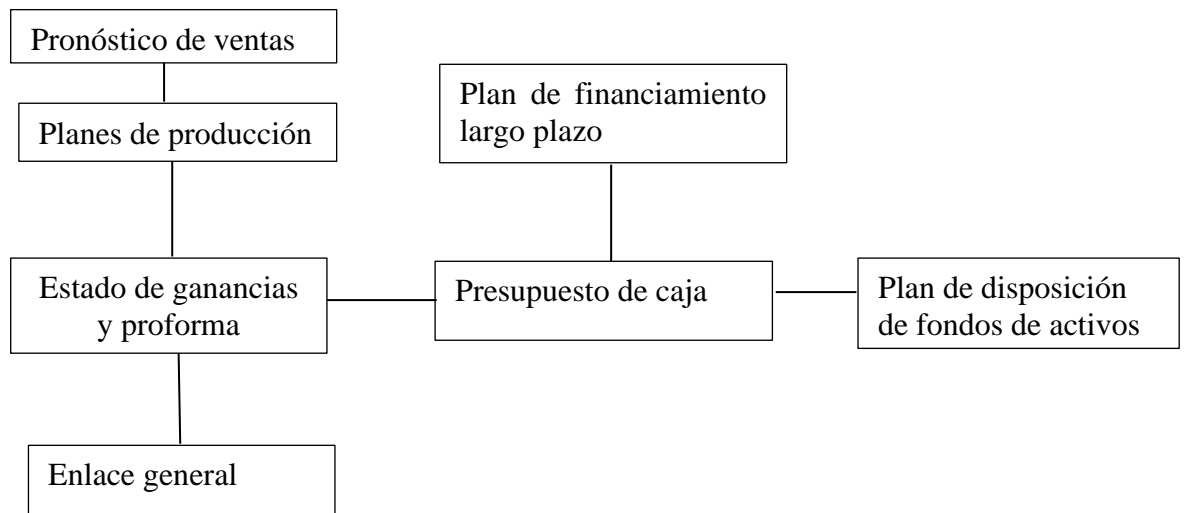 Pronóstico de ventas
Planes de producción
Plan de financiamiento
largo plazo
Estado de ganancias
y proforma
Presupuesto de caja
Plan de disposición
de fondos de activos
Enlace general